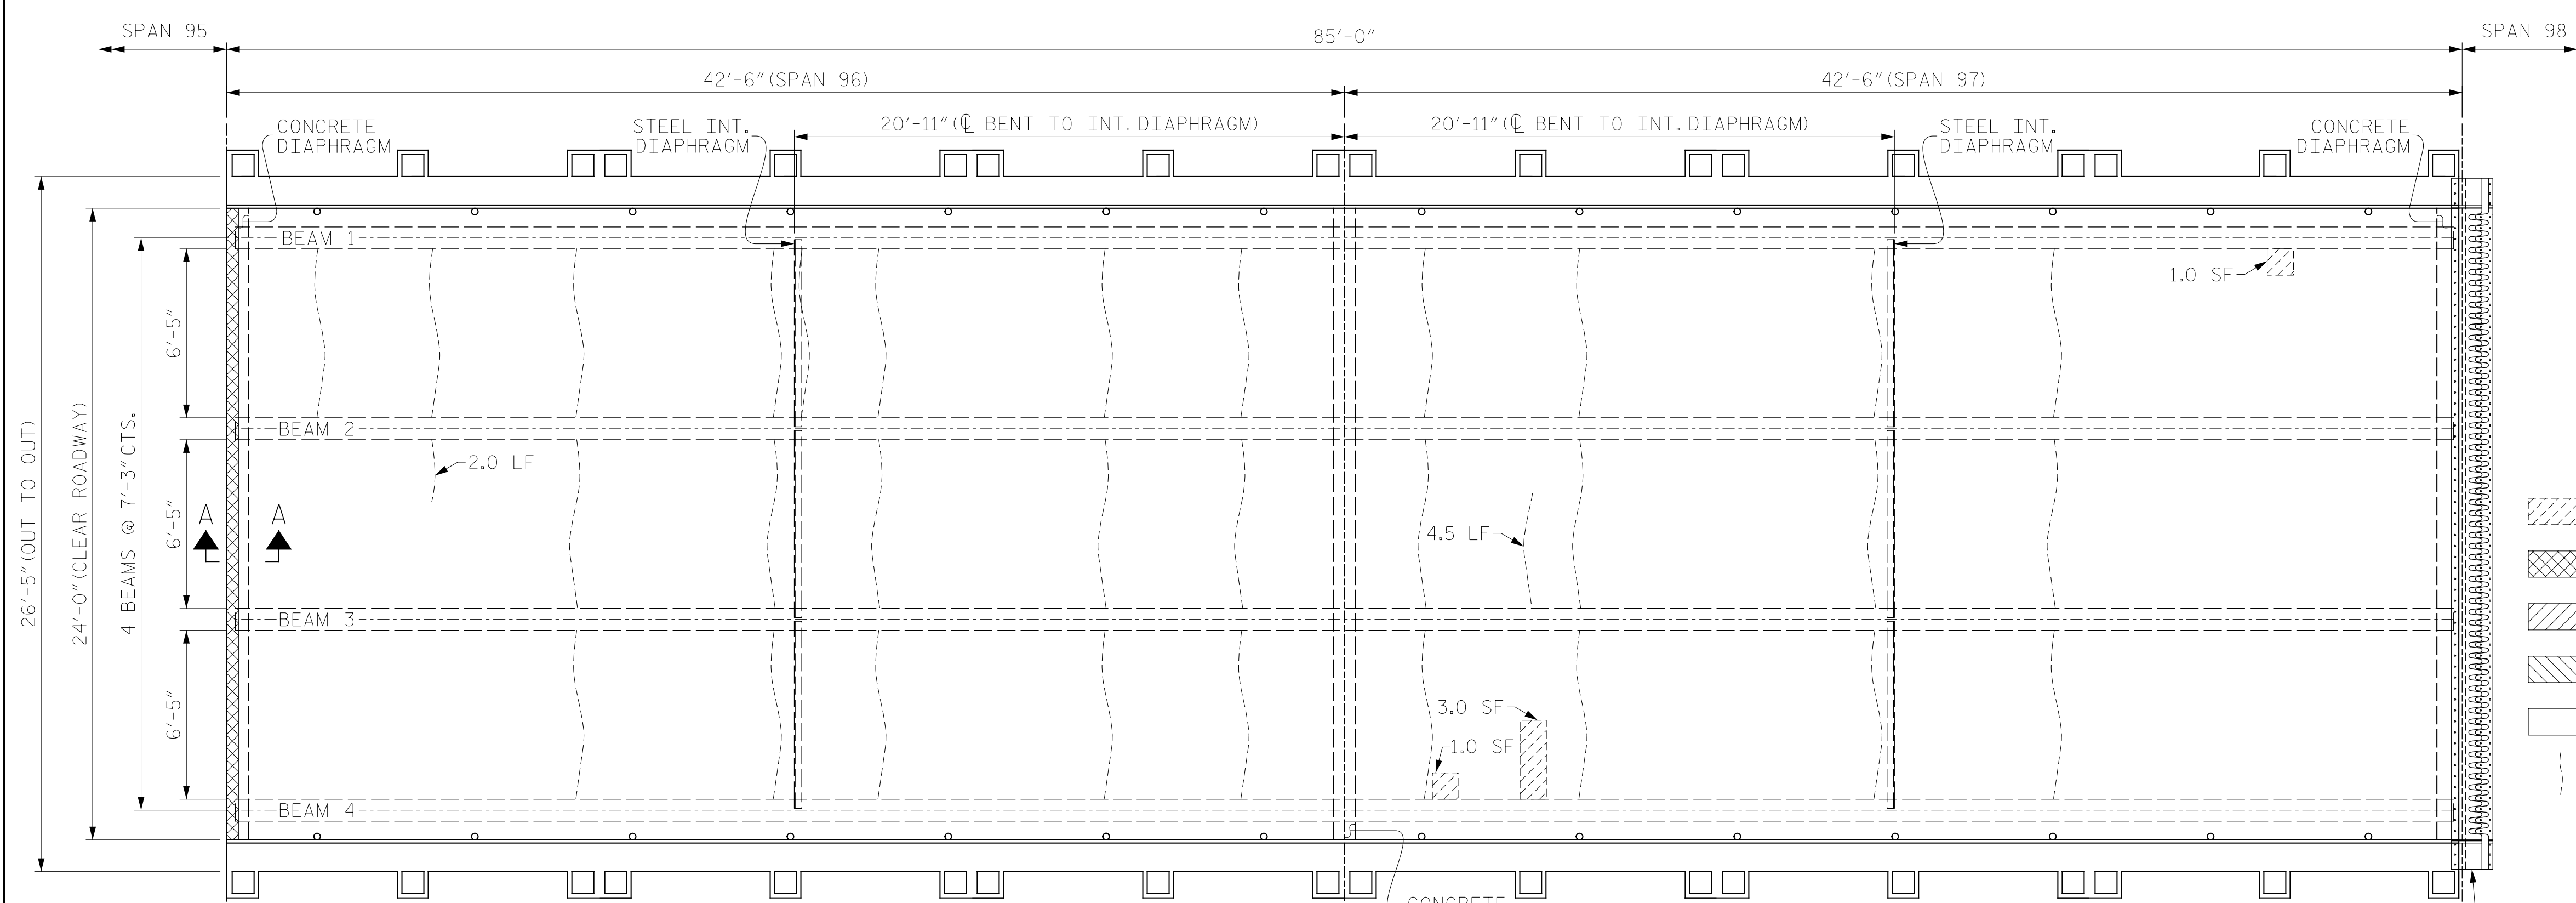 SPAN 95
85'-0"
SPAN 98
42'-6"(SPAN 96)
42'-6"(SPAN 97)
CONCRETE
DIAPHRAGM
STEEL INT.
DIAPHRAGM
20'-11"(℄ BENT TO INT. DIAPHRAGM)
20'-11"(℄ BENT TO INT. DIAPHRAGM)
STEEL INT.
DIAPHRAGM
CONCRETE
DIAPHRAGM
BEAM 1
1.0 SF
6'-5"
BEAM 2
2.0 LF
26'-5"(OUT TO OUT)
24'-0"(CLEAR ROADWAY)
4 BEAMS @ 7'-3" CTS.
6'-5"
A
A
4.5 LF
BEAM 3
6'-5"
3.0 SF
1.0 SF
BEAM 4
CONCRETE